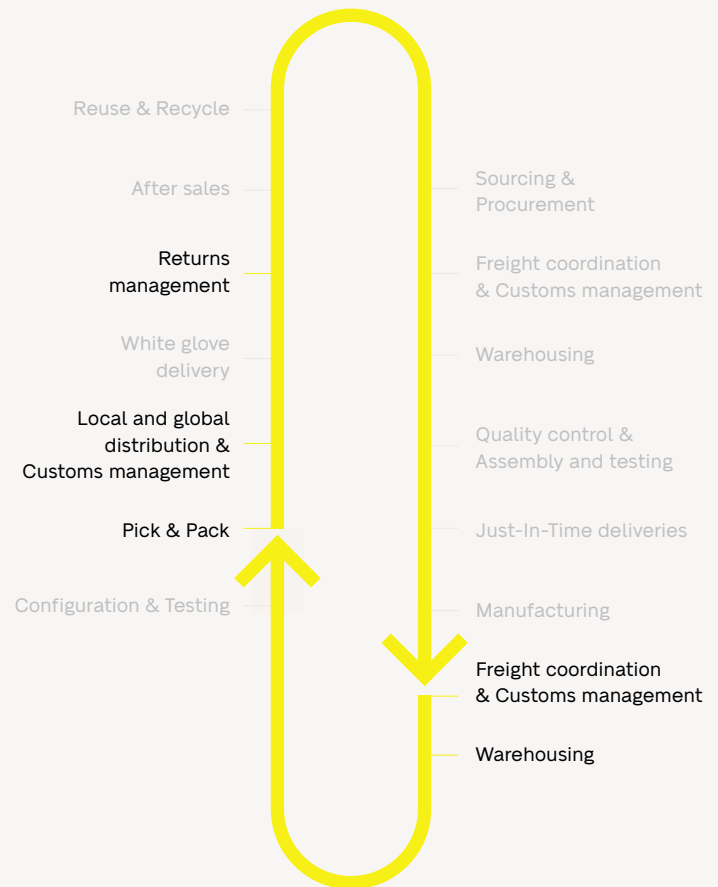 Reuse & Recycle
After sales
Returns
management
White glove
delivery
Local and global
distribution &
Customs management
Pick & Pack
Configuration & Testing
Sourcing &
Procurement
Freight coordination
& Customs management
Warehousing
Quality control &
Assembly and testing
Just-In-Time deliveries
Manufacturing
Freight coordination
& Customs management
Warehousing